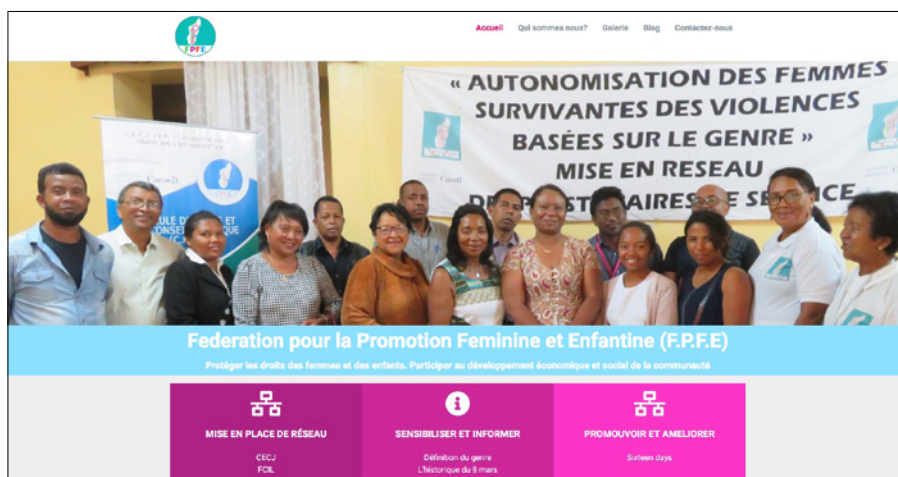 FPFE
Accueil Qui sommes nous? Galerie Blog Contactez-nous
« AUTONOMISATION DES FEMMES
SURVIVANTES DES VIOLENCES
BASÉES SUR LE GENRE »
MISE EN RESEAU
SE
Canada
ET
Federation pour la Promotion Feminine et Enfantine (F.P.F.E)
Protéger les droits des femmes et des enfants. Participer au développement économique et social de la communauté
MISE EN PLACE DE RÉSEAU
CECJ
FCIL
SENSIBILISER ET INFORMER
Définition du genre
L'historique du 8 mars
PROMOUVOIR ET AMELIORER
Sixteen days